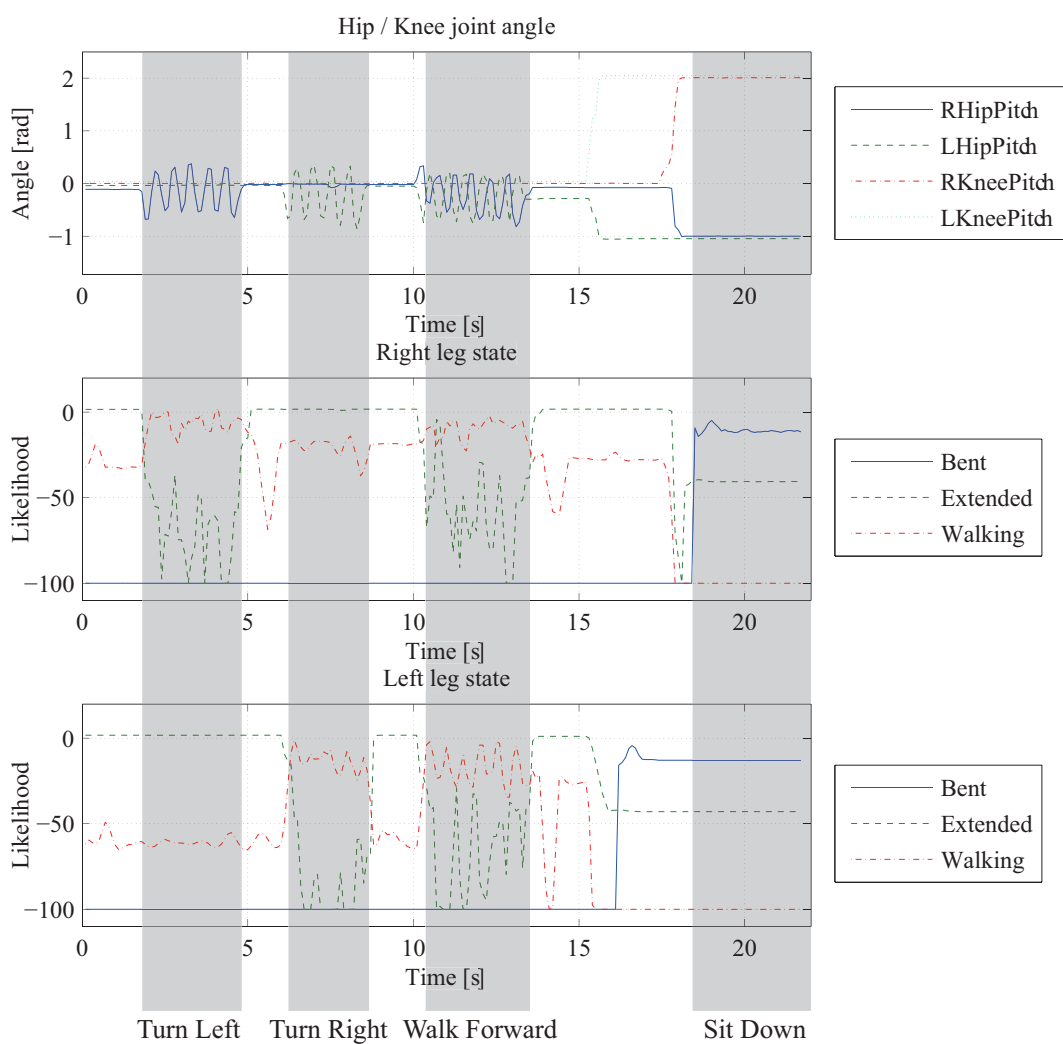 Hip / Knee joint angle
Angle [rad]
2
1
0
−1
0 5 10 15 20
Time [s]
RHipPitch
LHipPitch
RKneePitch
LKneePitch
Right leg state
Likelihood
0
−50
−100
0 5 10 15 20
Time [s]
Bent
Extended
Walking
Left leg state
Likelihood
0
−50
−100
0 5 10 15 20
Time [s]
Bent
Extended
Walking
Turn Left Turn Right Walk Forward Sit Down